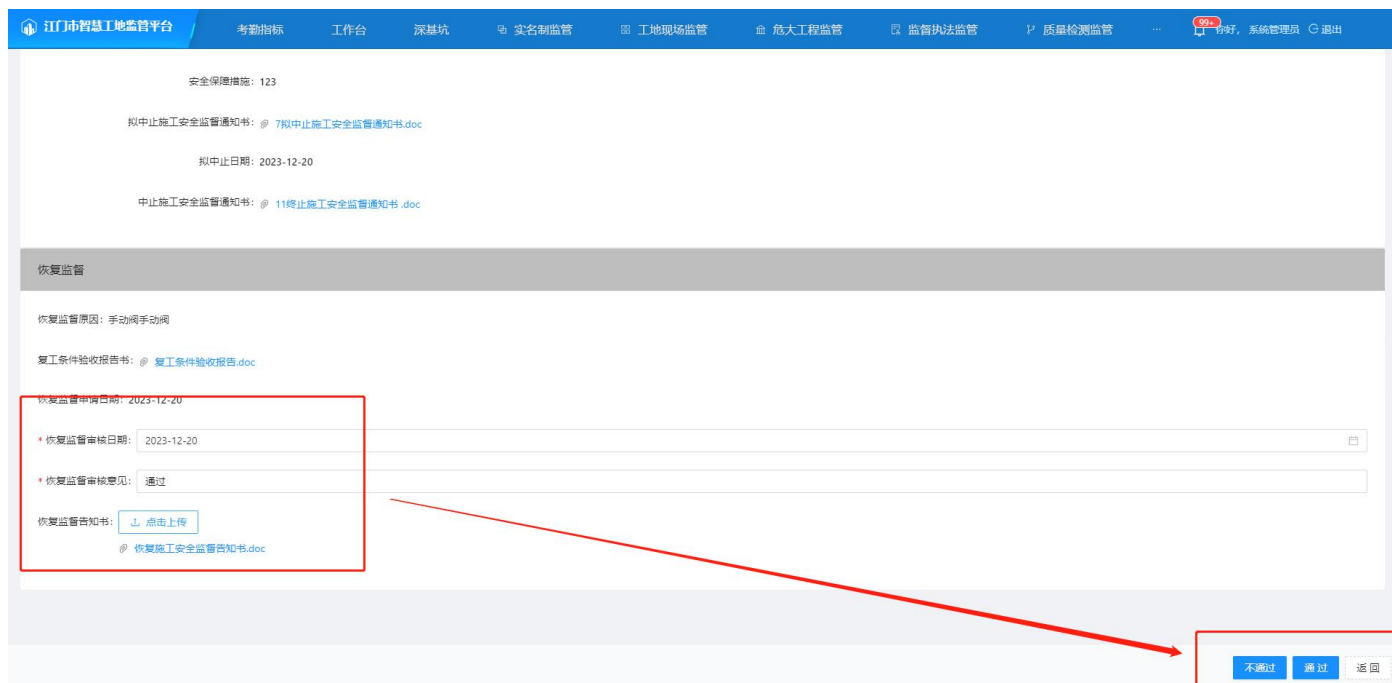 江门市智慧工地监管平台 考勤指标 工作台 深基坑 实名制监管 工地现场监管 危大工程监管 监督执法监管 质量检测监管 ... 99+ 你好, 系统管理员 退出
安全保障措施: 123
拟中止施工安全监督通知书: 7拟中止施工安全监督通知书.doc
拟中止日期: 2023-12-20
中止施工安全监督通知书: 11终止施工安全监督通知书 .doc
恢复监督
恢复监督原因: 手动阀手动阀
复工条件验收报告书: 复工条件验收报告.doc
恢复监督申请日期: 2023-12-20
* 恢复监督审核日期: 2023-12-20
* 恢复监督审核意见: 通过
恢复监督告知书: 点击上传
恢复施工安全监督告知书.doc
不通过 通过 返回